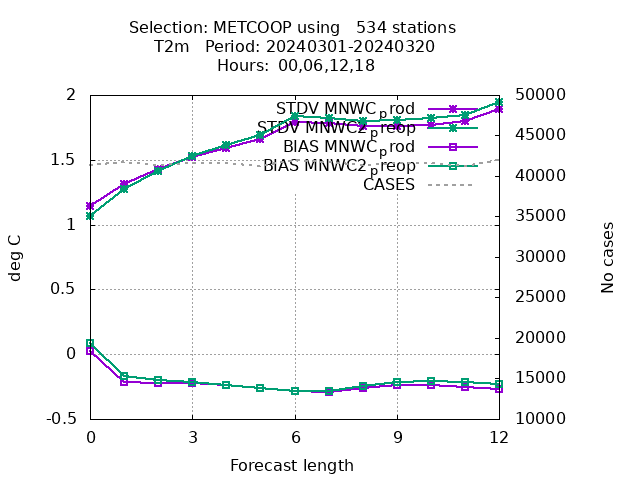 Selection: METCOOP using 534 stations
T2m Period: 20240301-20240320
Hours: 00,06,12,18
STDV MNWC_prod
STDV MNWC2_preop
BIAS MNWC_prod
BIAS MNWC2_preop
CASES
2
1.5
1
0.5
0
-0.5
50000
45000
40000
35000
30000
25000
20000
15000
10000
deg C
No cases
0 3 6 9 12
Forecast length